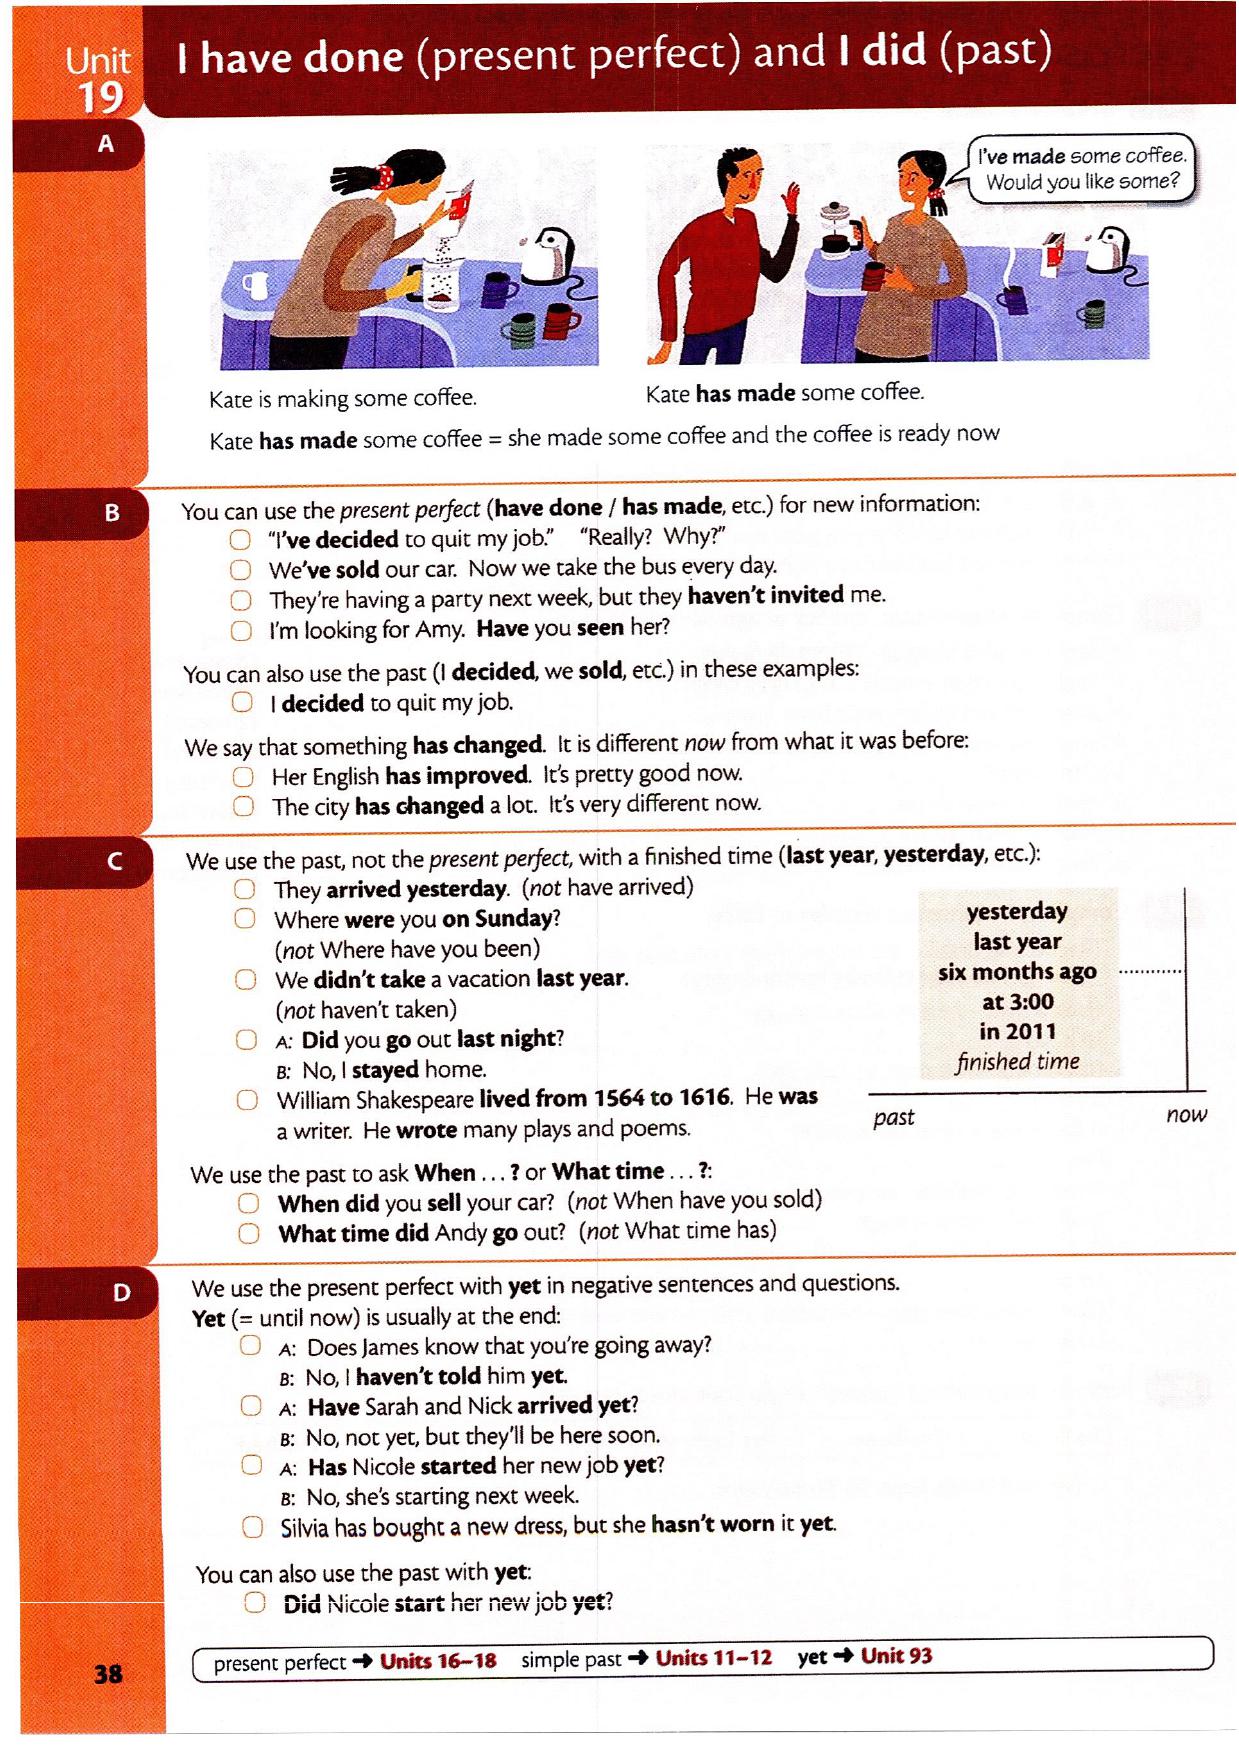 Unit
19
I have done (present perfect) and I did (past)
A
I've made some coffee.
Would you like some?
Kate is making some coffee.
Kate has made some coffee.
Kate has made some coffee = she made some coffee and the coffee is ready now
B
You can use the present perfect (have done / has made, etc.) for new information:
"I've decided to quit my job." "Really? Why?"
We've sold our car. Now we take the bus every day.
They're having a party next week, but they haven't invited me.
I'm looking for Amy. Have you seen her?
You can also use the past (I decided, we sold, etc.) in these examples:
I decided to quit my job.
We say that something has changed. It is different now from what it was before:
Her English has improved. It's pretty good now.
The city has changed a lot. It's very different now.
C
We use the past, not the present perfect, with a finished time (last year, yesterday, etc.):
They arrived yesterday. (not have arrived)
Where were you on Sunday?
(not Where have you been)
We didn't take a vacation last year.
(not haven't taken)
A: Did you go out last night?
B: No, I stayed home.
William Shakespeare lived from 1564 to 1616. He was
a writer. He wrote many plays and poems.
yesterday
last year
six months ago
at 3:00
in 2011
finished time
past
now
We use the past to ask When . . . ? or What time . . . ?:
When did you sell your car? (not When have you sold)
What time did Andy go out? (not What time has)
D
We use the present perfect with yet in negative sentences and questions.
Yet (= until now) is usually at the end:
A: Does James know that you're going away?
B: No, I haven't told him yet.
A: Have Sarah and Nick arrived yet?
B: No, not yet, but they'll be here soon.
A: Has Nicole started her new job yet?
B: No, she's starting next week.
Silvia has bought a new dress, but she hasn't worn it yet.
You can also use the past with yet:
Did Nicole start her new job yet?
38
present perfect → Units 16–18 simple past → Units 11–12 yet → Unit 93